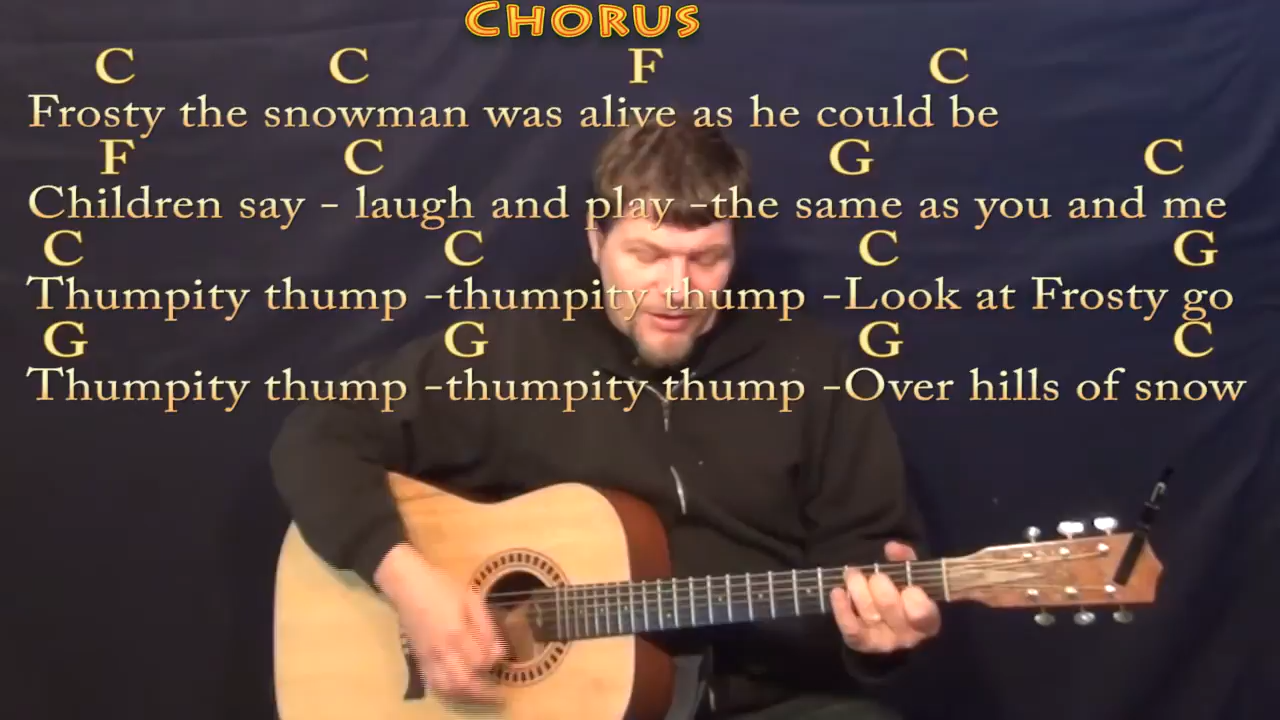 CHORUS
C C F C
Frosty the snowman was alive as he could be
F C G C
Children say - laugh and play -the same as you and me
C C C G
Thumpity thump -thumpity thump -Look at Frosty go
G G G C
Thumpity thump -thumpity thump -Over hills of snow